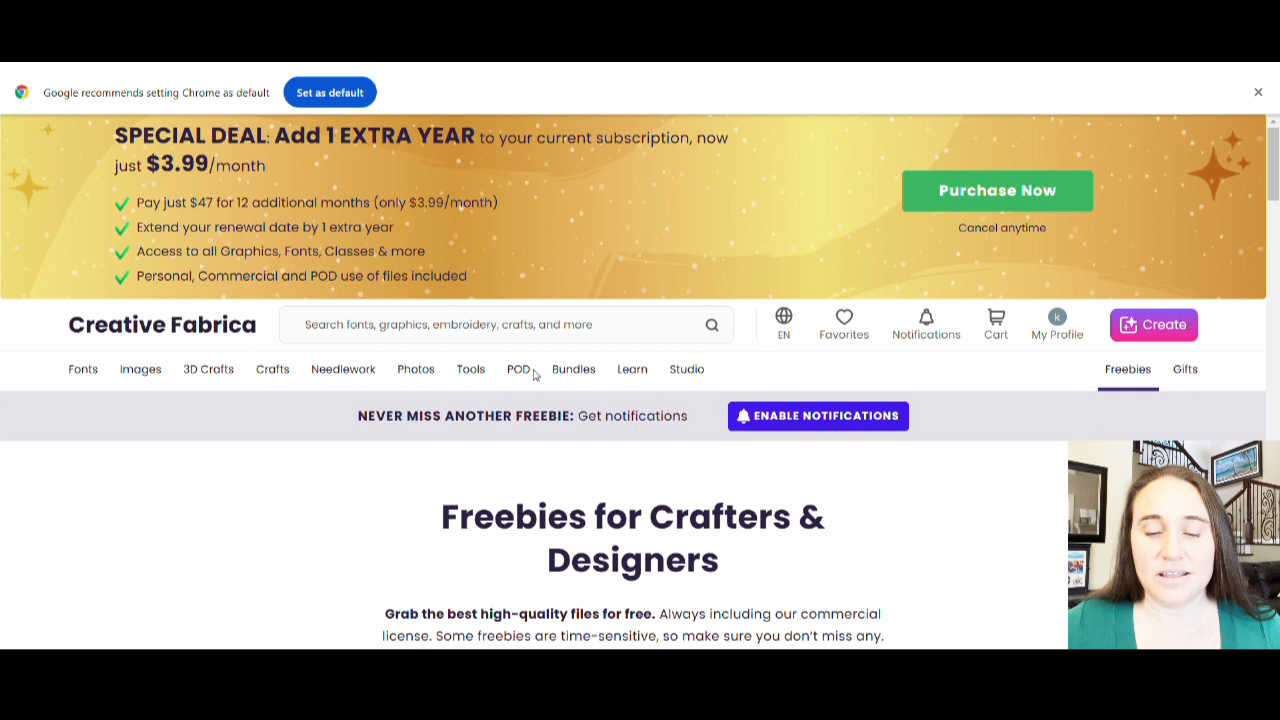 Google recommends setting Chrome as default
Set as default
SPECIAL DEAL: Add 1 EXTRA YEAR to your current subscription, now
just $3.99/month
Pay just $47 for 12 additional months (only $3.99/month)
Extend your renewal date by 1 extra year
Access to all Graphics, Fonts, Classes & more
Personal, Commercial and POD use of files included
Purchase Now
Cancel anytime
Creative Fabrica
Search fonts, graphics, embroidery, crafts, and more
EN
Favorites
Notifications
Cart
k
My Profile
Create
Fonts Images 3D Crafts Crafts Needlework Photos Tools POD Bundles Learn Studio Freebies Gifts
NEVER MISS ANOTHER FREEBIE: Get notifications
ENABLE NOTIFICATIONS
Freebies for Crafters &
Designers
Grab the best high-quality files for free. Always including our commercial
license. Some freebies are time-sensitive, so make sure you don't miss any.